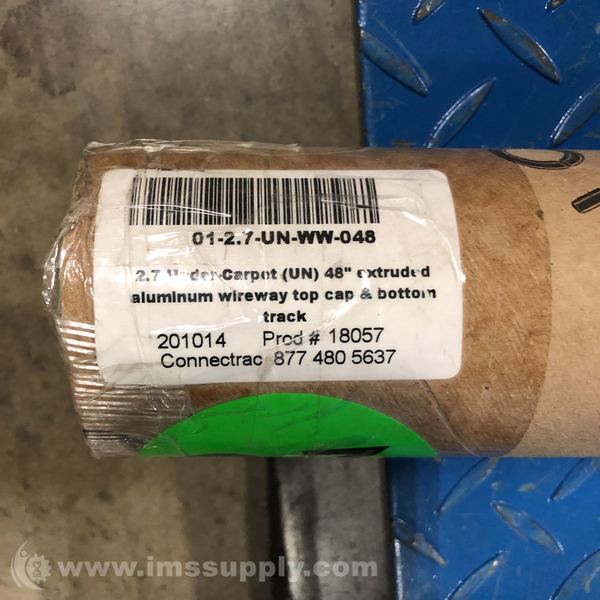 01-2.7-UN-WW-048
2.7 Under-Carpet (UN) 48" extruded
aluminum wireway top cap & bottom
track
201014 Prod # 18057
Connectrac 877 480 5637
www.imssupply.com